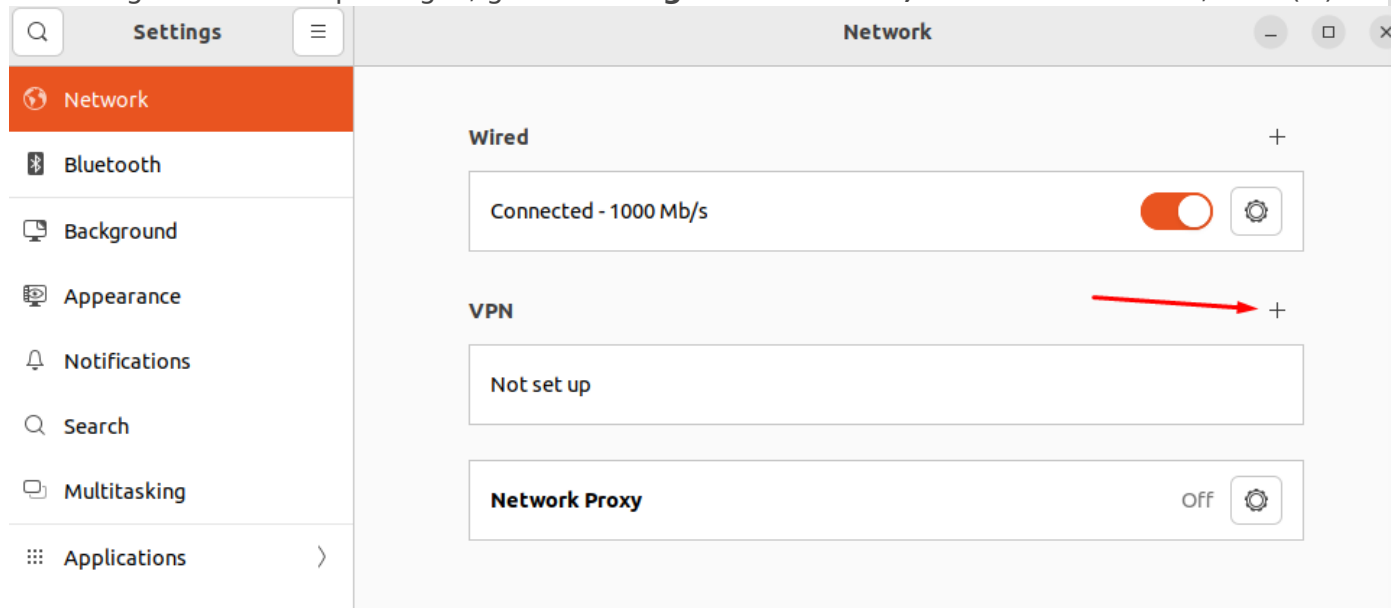 Settings
Network
Network
Bluetooth
Background
Appearance
Notifications
Search
Multitasking
Applications
Wired
Connected - 1000 Mb/s
VPN
Not set up
Network Proxy
Off